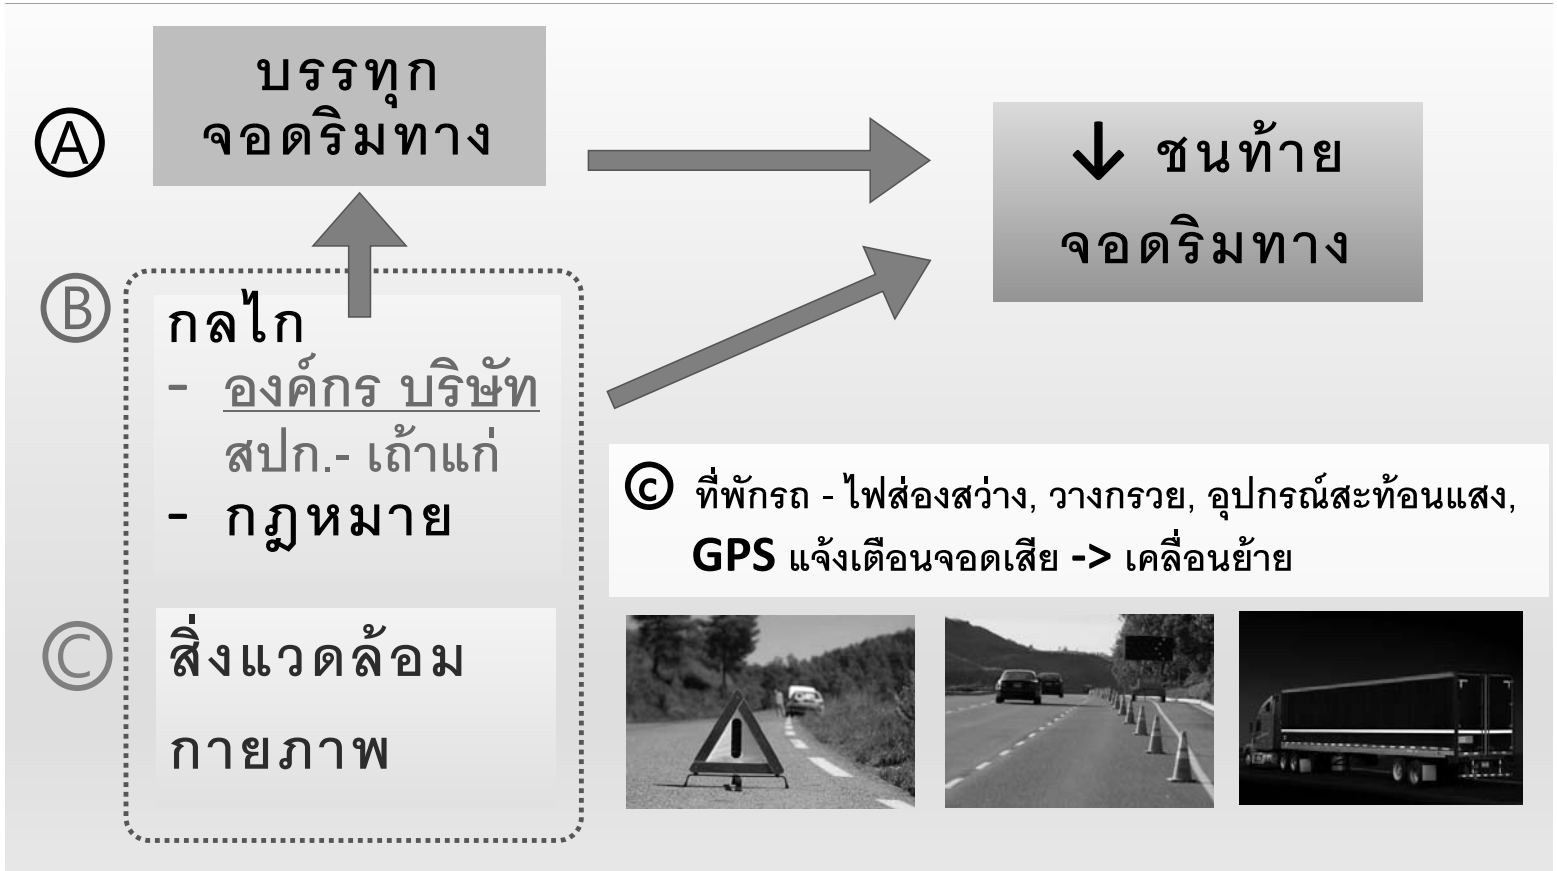 Ⓐ
บรรทุก
จอดริมทาง
↓ ชนท้าย
จอดริมทาง
Ⓑ
กลไก
- องค์กร บริษัท
สปก.- เถ้าแก่
- กฎหมาย
Ⓒ
สิ่งแวดล้อม
กายภาพ
Ⓒ ที่พักรถ - ไฟส่องสว่าง, วางกรวย, อุปกรณ์สะท้อนแสง,
GPS แจ้งเตือนจอดเสีย -> เคลื่อนย้าย